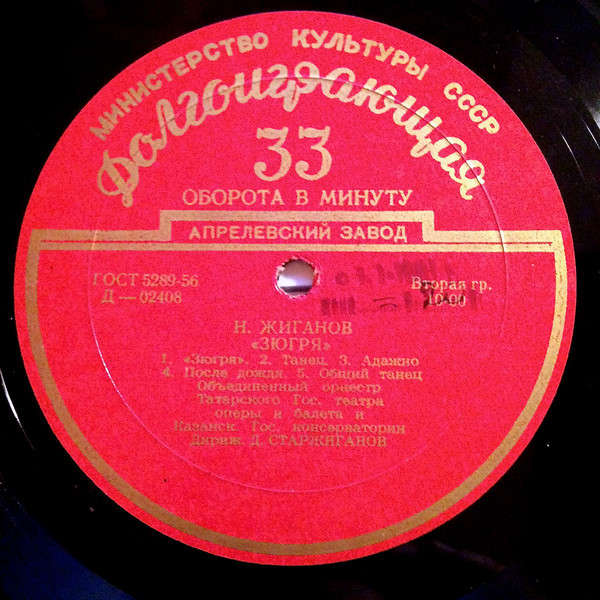 МИНИСТЕРСТВО КУЛЬТУРЫ СССР
Долгоиграющая
33
ОБОРОТА В МИНУТУ
АПРЕЛЕВСКИЙ ЗАВОД
ГОСТ 5289-56
Д — 02408
Вторая гр.
10-00
Н. ЖИГАНОВ
«ЗЮГРЯ»
1. «Зюгря». 2. Танец. 3. Адажио
4. После дождя. 5. Общий танец
Объединенный оркестр
Татарского Гос. театра
оперы и балета и
Казанск. Гос. консерватории
Дириж. Д. СТАРЖИГАНОВ